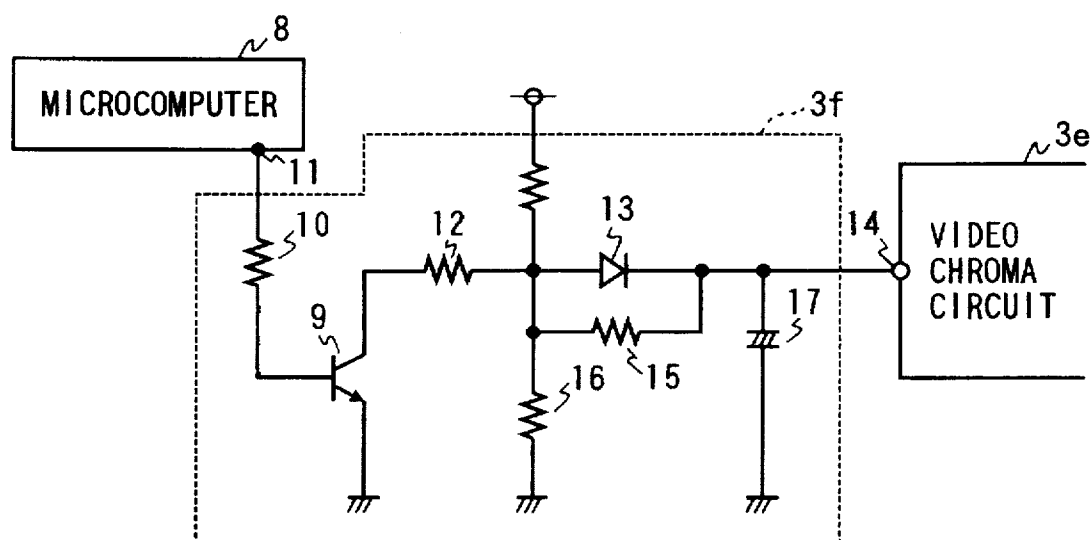 8
MICROCOMPUTER
11
3f
3e
10
12
13
14
VIDEO
CHROMA
CIRCUIT
9
15
16
17